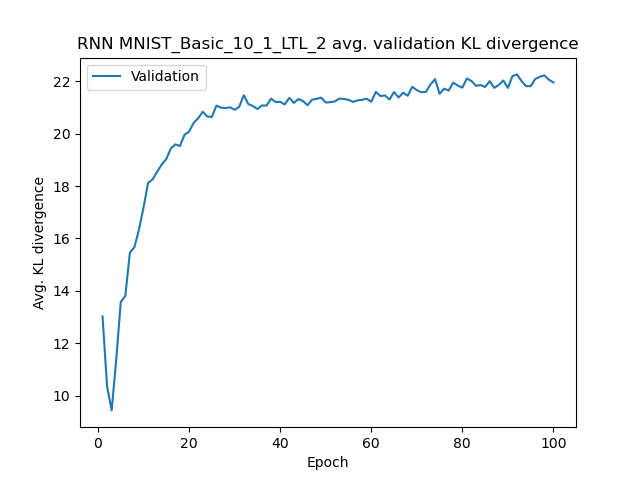 RNN MNIST_Basic_10_1_LTL_2 avg. validation KL divergence
Validation
Avg. KL divergence
22
20
18
16
14
12
10
0 20 40 60 80 100
Epoch